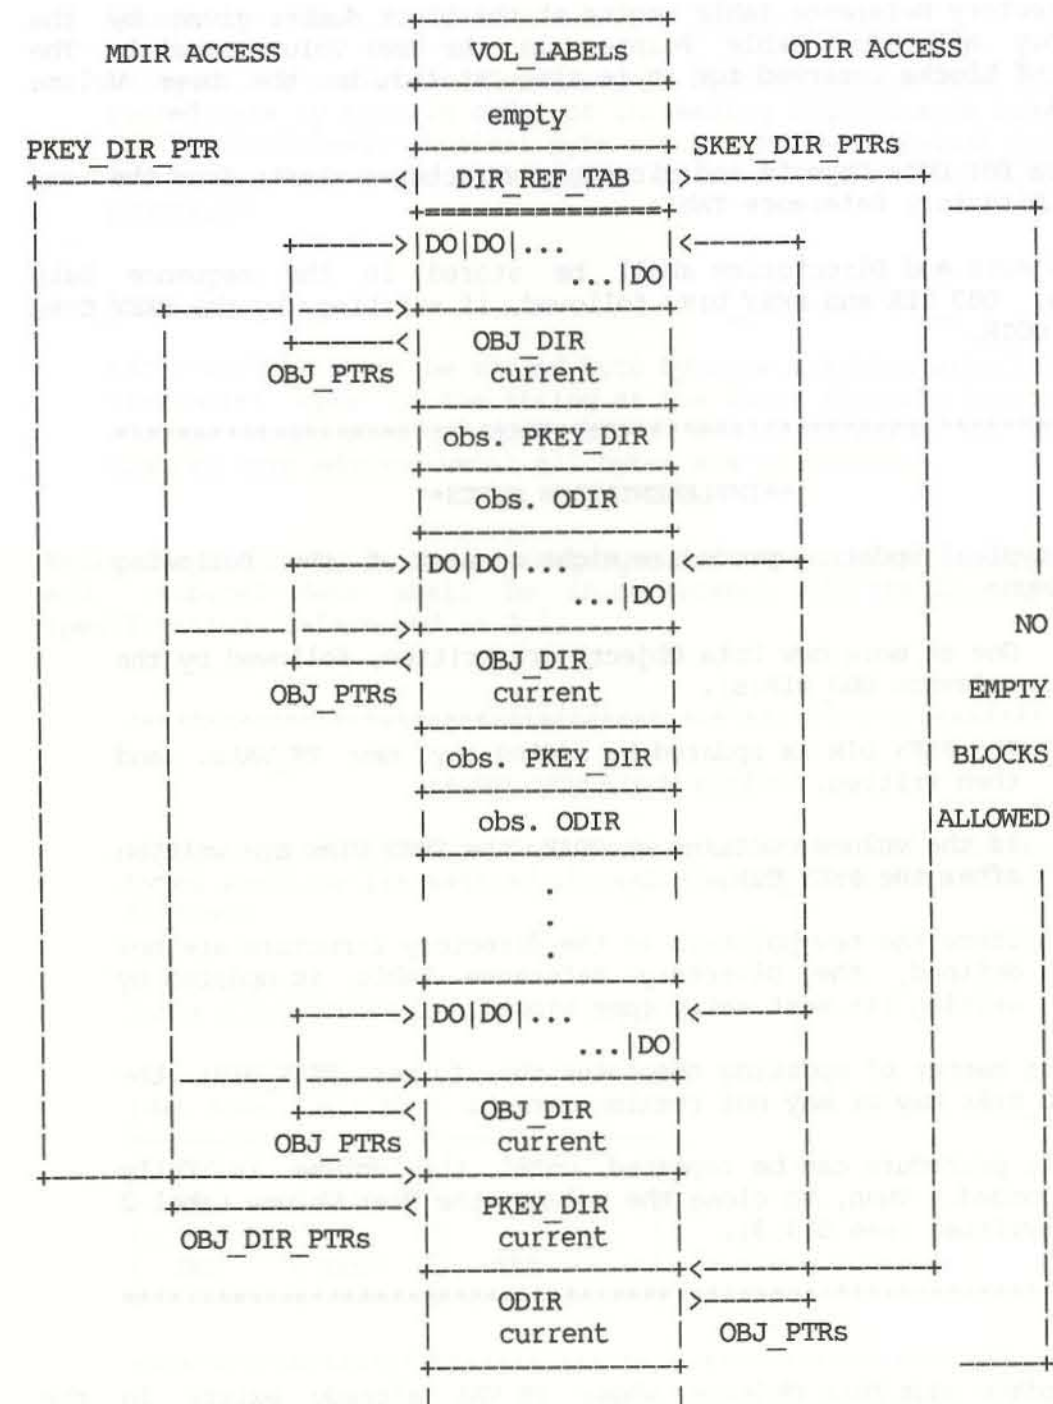 MDIR ACCESS VOL_LABELS ODIR ACCESS
empty
PKEY_DIR_PTR SKEY_DIR_PTRs
DIR_REF_TAB
DO|DO|...
...|DO
OBJ_DIR
OBJ_PTRs current
obs. PKEY_DIR
obs. ODIR
DO|DO|...
...|DO
NO
OBJ_DIR
OBJ_PTRs current EMPTY
obs. PKEY_DIR BLOCKS
obs. ODIR ALLOWED
.
.
.
DO|DO|...
...|DO
OBJ_DIR
OBJ_PTRs current
PKEY_DIR
OBJ_DIR_PTRs current
ODIR
current OBJ_PTRs